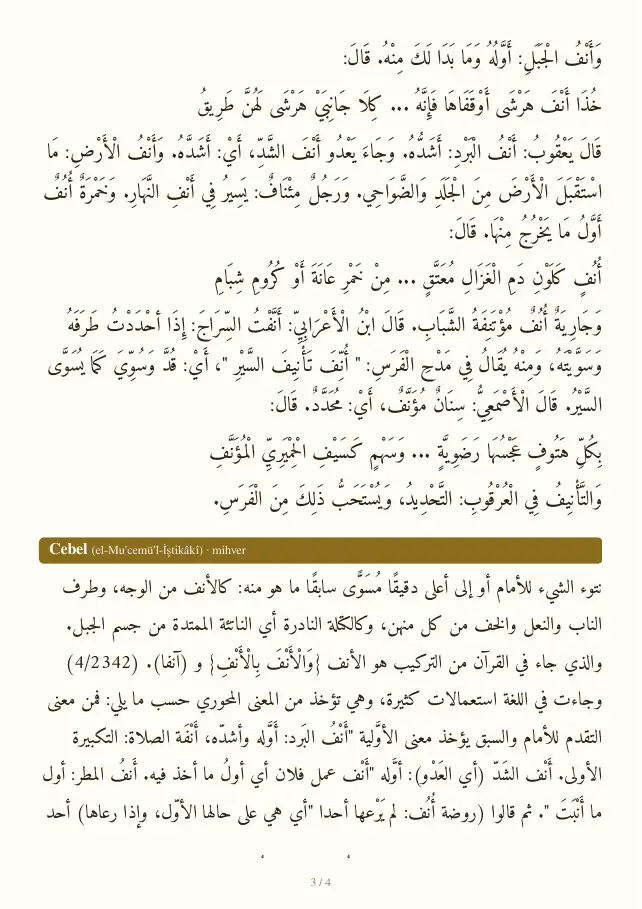 وَأَنْفُ الْجَبَلِ: أَوَّلُهُ وَمَا بَدَا لَكَ مِنْهُ. قَالَ:
خُذَا أَنْفَ هَرْشَى أَوْقَفَاهَا فَإِنَّهُ ... كِلَا جَانِبَيْ هَرْشَى لَهُنَّ طَرِيقُ
قَالَ يَعْقُوبُ: أَنْفُ الْبَرْدِ: أَشَدُّهُ. وَجَاءَ يَعْدُو أَنْفَ الشَّدِّ، أَيْ: أَشَدَّهُ. وَأَنْفُ الْأَرْضِ: مَا
اسْتَقْبَلَ الْأَرْضَ مِنَ الْجَلَدِ وَالضَّوَاحِي. وَرَجُلٌ مِئْنَافٌ: يَسِيرُ فِي أَنْفِ النَّهَارِ. وَخَمْرَةٌ أُنُفٌ
أَوَّلُ مَا يَخْرُجُ مِنْهَا. قَالَ:
أُنُفٍ كَلَوْنِ دَمِ الْغَزَالِ مُعَتَّقٍ ... مِنْ خَمْرِ عَانَةَ أَوْ كُرُومِ شِبَامِ
وَجَارِيَةٌ أُنُفٌ مُؤْتَنِفَةُ الشَّبَابِ. قَالَ ابْنُ الْأَعْرَابِيِّ: أَنَّفْتُ السِّرَاجَ: إِذَا أَحْدَدْتُ طَرَفَهُ
وَسَوَّيْتَهُ، وَمِنْهُ يُقَالُ فِي مَدْحِ الْفَرَسِ: " أُنِّفَ تَأْنِيفَ السَّيْرِ "، أَيْ: قُدَّ وَسُوِّيَ كَمَا يُسَوَّى
السَّيْرُ. قَالَ الْأَصْمَعِيُّ: سِنَانٌ مُؤَنَّفٌ، أَيْ: مُحَدَّدٌ. قَالَ:
بِكُلِّ هَتُوفٍ عَجْسُهَا رَضَوِيَّةٍ ... وَسَهْمٍ كَسَيْفِ الْحِمْيَرِيِّ الْمُؤَنَّفِ
وَالتَّأْنِيفُ فِي الْعُرْقُوبِ: التَّحْدِيدُ، وَيُسْتَحَبُّ ذَلِكَ مِنَ الْفَرَسِ.
Cebel (el-Mu'cemü'l-İştikâkî) · mihver
نتوء الشيء للأمام أو إلى أعلى دقيقًا مُسَوًّى سابقًا ما هو منه: كالأنف من الوجه، وطرف
الناب والنعل والخف من كل منهن، وكالكتلة النادرة أي الناتئة الممتدة من جسم الجبل.
والذي جاء في القرآن من التركيب هو الأنف {وَالْأَنْفَ بِالْأَنْفِ} و (آنفا). (4/2342)
وجاءت في اللغة استعمالات كثيرة، وهي تؤخذ من المعنى المحوري حسب ما يلي: فمن معنى
التقدم للأمام والسبق يؤخذ معنى الأوّلية "أَنْفُ البَرد: أوّله وأشدّه، أَنْفَة الصلاة: التكبيرة
الأولى. أَنْف الشَدّ (أي العَدْو): أوّله "أَنْف عمل فلان أي أولُ ما أخذ فيه. أَنفُ المطر: أول
ما أَنْبَتَ ". ثم قالوا (روضة أُنُف: لم يَرْعها أحدا "أي هي على حالها الأوّل، وإذا رعاها) أحد
3 / 4